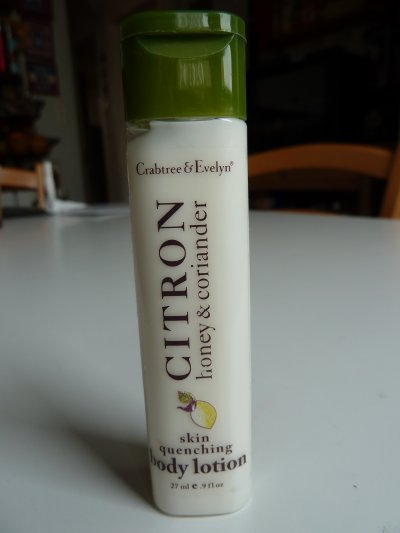 Crabtree & Evelyn®
CITRON
honey & coriander
skin
quenching
body lotion
27 ml e .9 fl oz